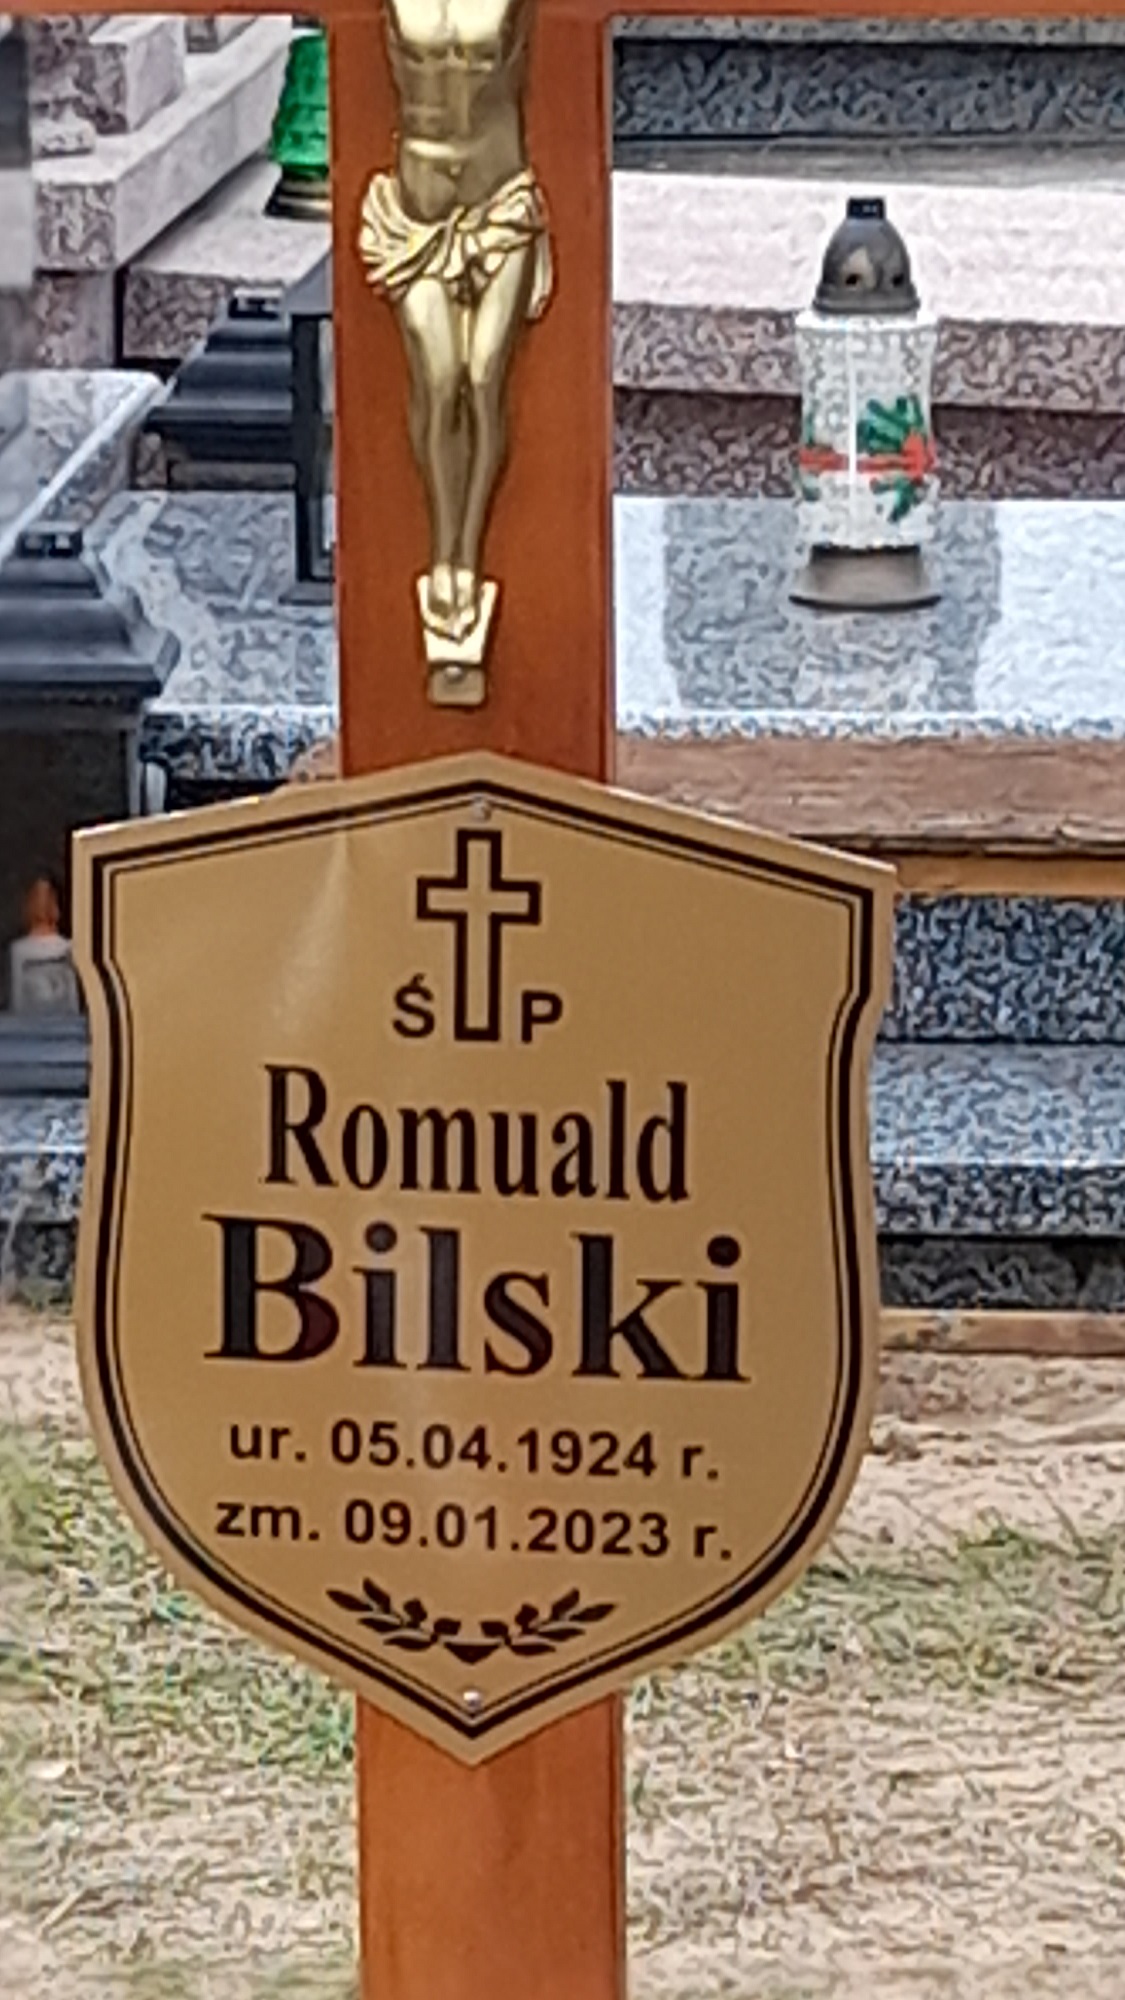 Ś P
Romuald
Bilski
ur. 05.04.1924 r.
zm. 09.01.2023 r.